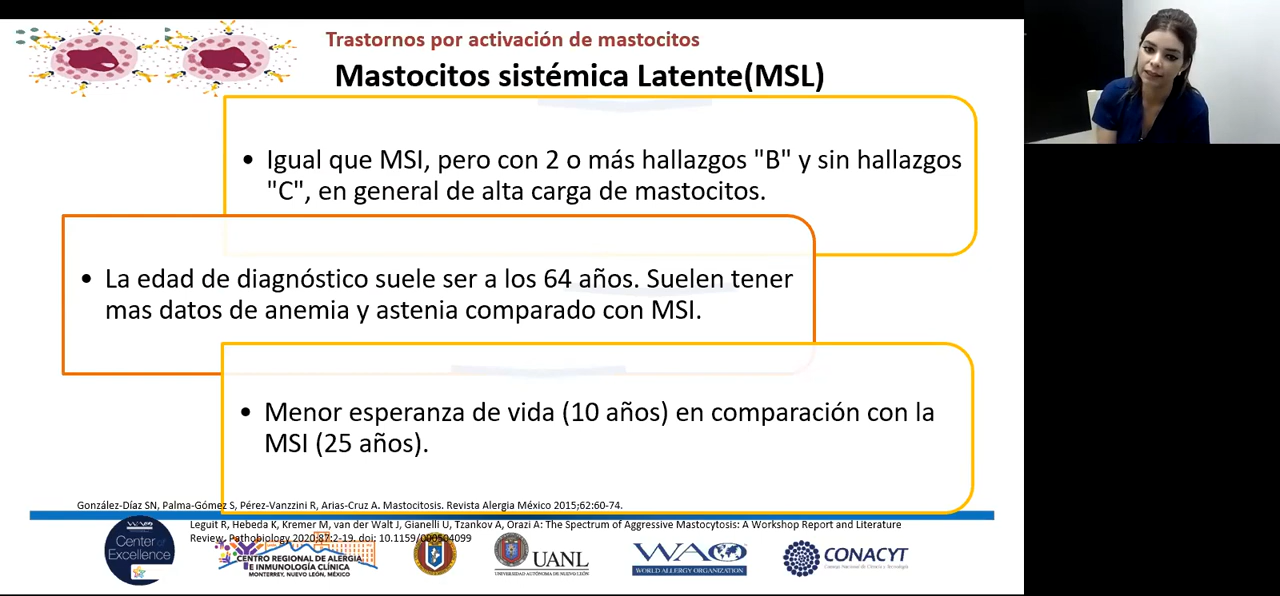 Trastornos por activación de mastocitos
Mastocitos sistémica Latente(MSL)
• Igual que MSI, pero con 2 o más hallazgos "B" y sin hallazgos
"C", en general de alta carga de mastocitos.
• La edad de diagnóstico suele ser a los 64 años. Suelen tener
mas datos de anemia y astenia comparado con MSI.
• Menor esperanza de vida (10 años) en comparación con la
MSI (25 años).
González-Díaz SN, Palma-Gómez S, Pérez-Vanzzini R, Arias-Cruz A. Mastocitosis. Revista Alergia México 2015;62:60-74.
Leguit R, Hebeda K, Kremer M, van der Walt J, Gianelli U, Tzankov A, Orazi A: The Spectrum of Aggressive Mastocytosis: A Workshop Report and Literature
Review. Pathobiology 2020;87:2-19. doi: 10.1159/000504099
WAO
Center of
Excellence
CENTRO REGIONAL DE ALERGIA
E INMUNOLOGÍA CLÍNICA
MONTERREY, NUEVO LEÓN, MÉXICO
UANL
UNIVERSIDAD AUTÓNOMA DE NUEVO LEÓN
WAO
WORLD ALLERGY ORGANIZATION
CONACYT
Consejo Nacional de Ciencia y Tecnología